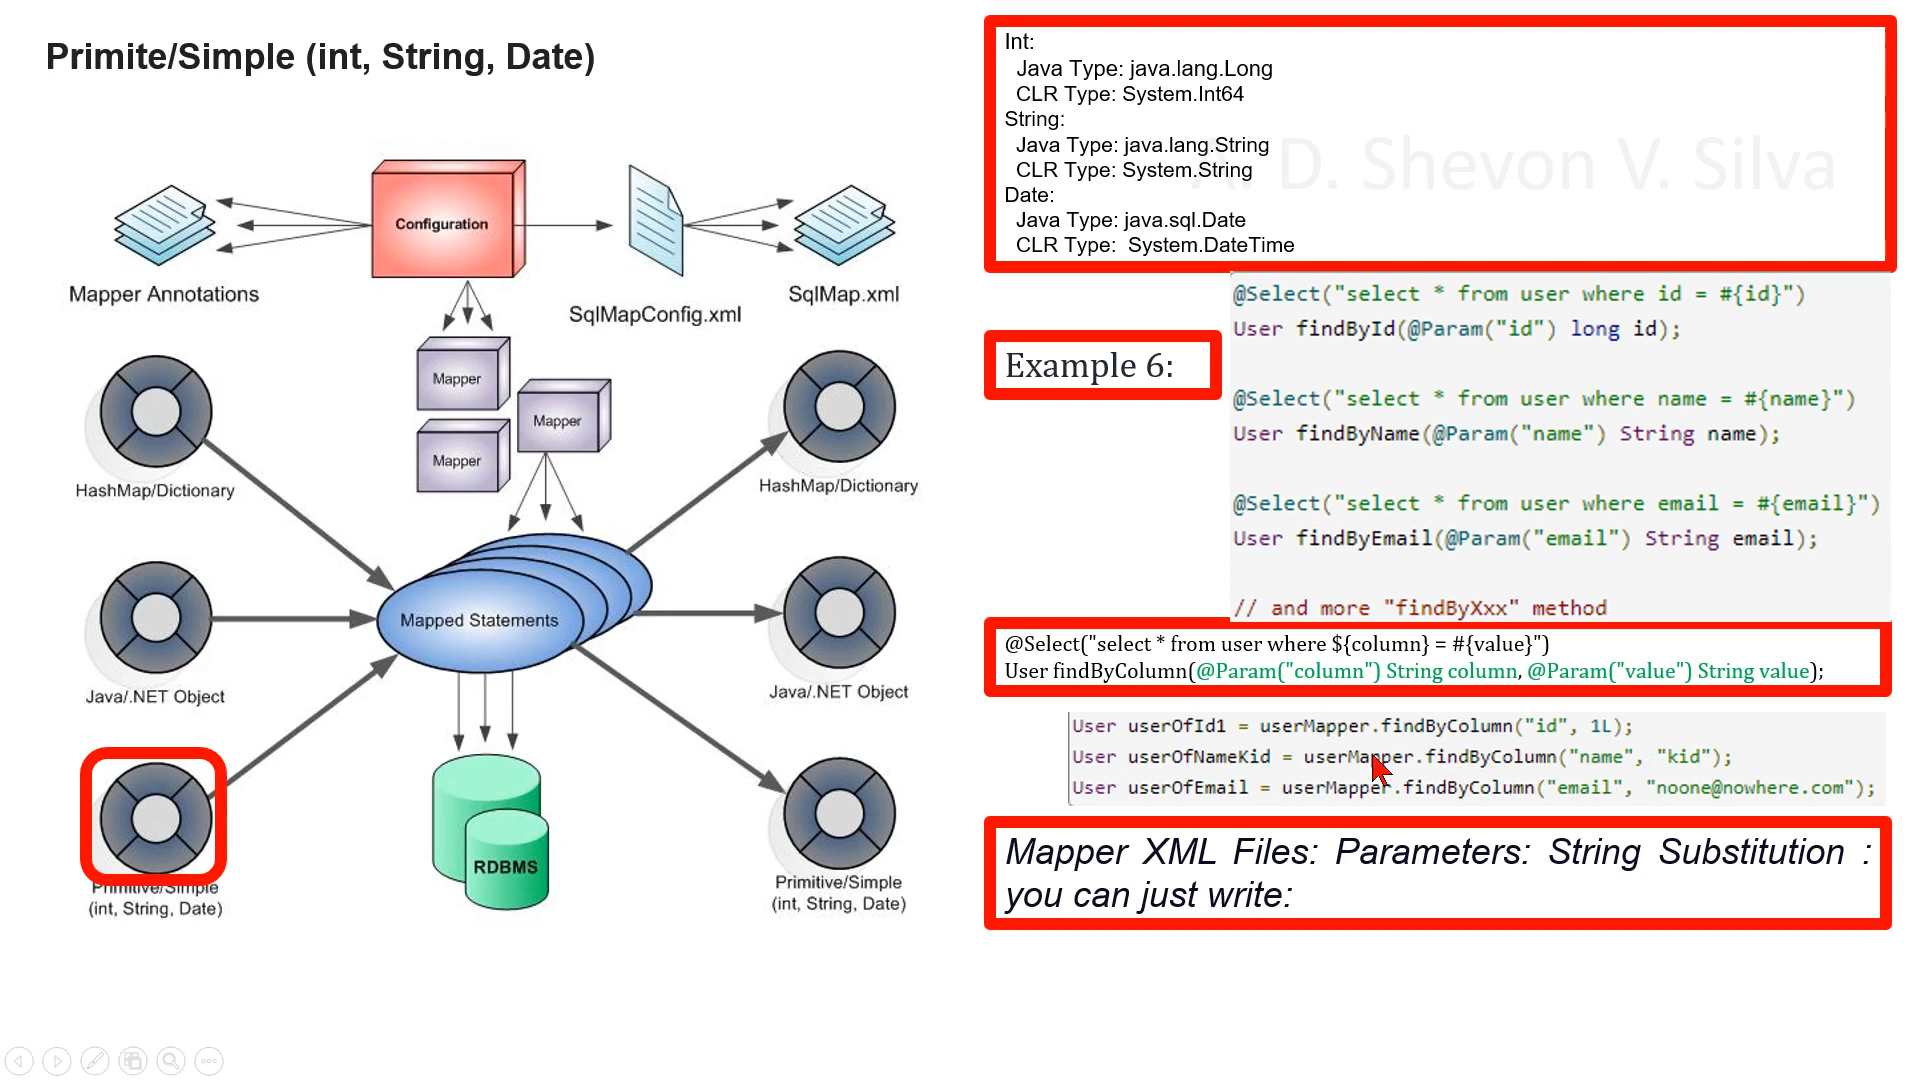 Primite/Simple (int, String, Date)
Configuration
Mapper Annotations
SqlMapConfig.xml
SqlMap.xml
Mapper
Mapper
Mapper
HashMap/Dictionary
HashMap/Dictionary
Mapped Statements
Java/.NET Object
Java/.NET Object
RDBMS
Primitive/Simple
(int, String, Date)
Primitive/Simple
(int, String, Date)
Int:
Java Type: java.lang.Long
CLR Type: System.Int64
String:
Java Type: java.lang.String
CLR Type: System.String
Date:
Java Type: java.sql.Date
CLR Type:  System.DateTime
D. Shevon V. Silva
Example 6:
@Select("select * from user where id = #{id}")
User findById(@Param("id") long id);
@Select("select * from user where name = #{name}")
User findByName(@Param("name") String name);
@Select("select * from user where email = #{email}")
User findByEmail(@Param("email") String email);
// and more "findByXxx" method
@Select("select * from user where ${column} = #{value}")
User findByColumn(@Param("column") String column, @Param("value") String value);
User userOfId1 = userMapper.findByColumn("id", 1L);
User userOfNameKid = userMapper.findByColumn("name", "kid");
User userOfEmail = userMapper.findByColumn("email", "noone@nowhere.com");
Mapper XML Files: Parameters: String Substitution :
you can just write: